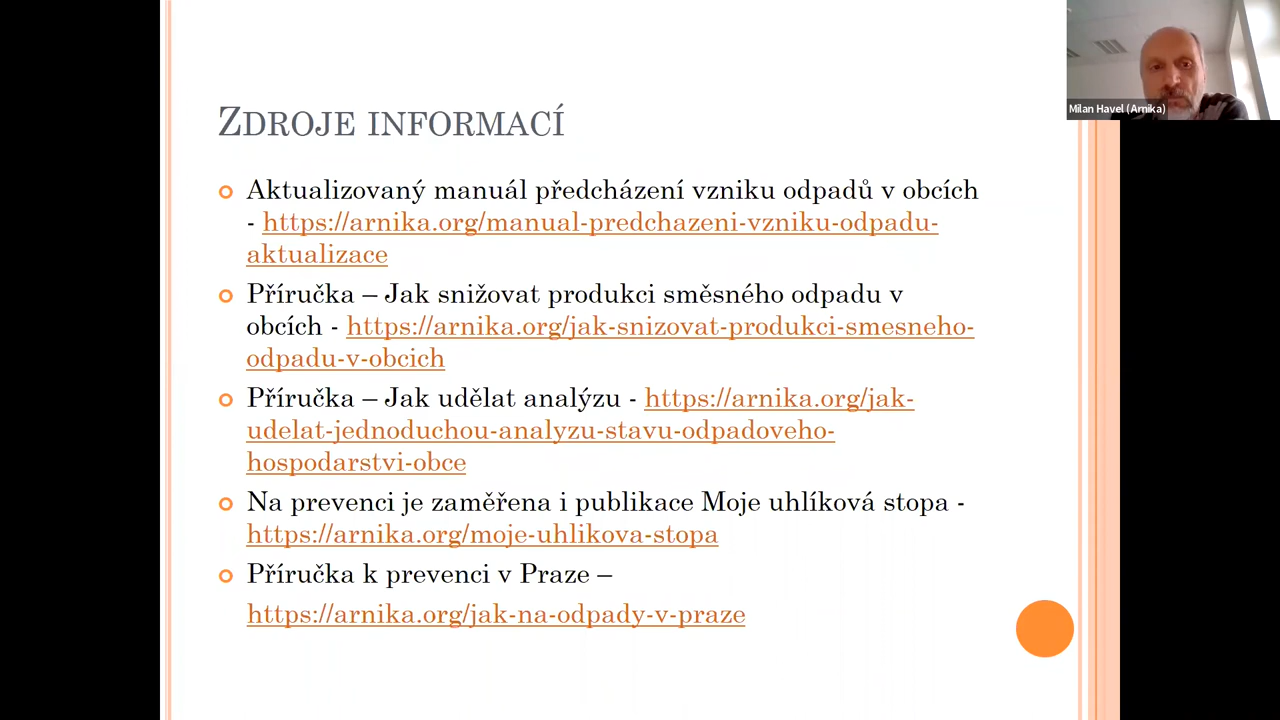 Zdroje informací
Aktualizovaný manuál předcházení vzniku odpadů v obcích
- https://arnika.org/manual-predchazeni-vzniku-odpadu-
aktualizace
Příručka – Jak snižovat produkci směsného odpadu v
obcích - https://arnika.org/jak-snizovat-produkci-smesneho-
odpadu-v-obcich
Příručka – Jak udělat analýzu - https://arnika.org/jak-
udelat-jednoduchou-analyzu-stavu-odpadoveho-
hospodarstvi-obce
Na prevenci je zaměřena i publikace Moje uhlíková stopa -
https://arnika.org/moje-uhlikova-stopa
Příručka k prevenci v Praze –
https://arnika.org/jak-na-odpady-v-praze
Milan Havel (Arnika)